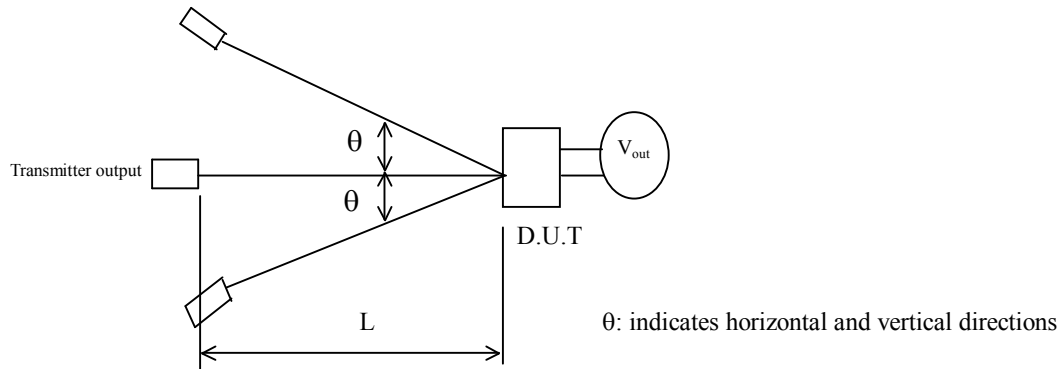 θ
V_out
Transmitter output
θ
D.U.T
L
θ: indicates horizontal and vertical directions